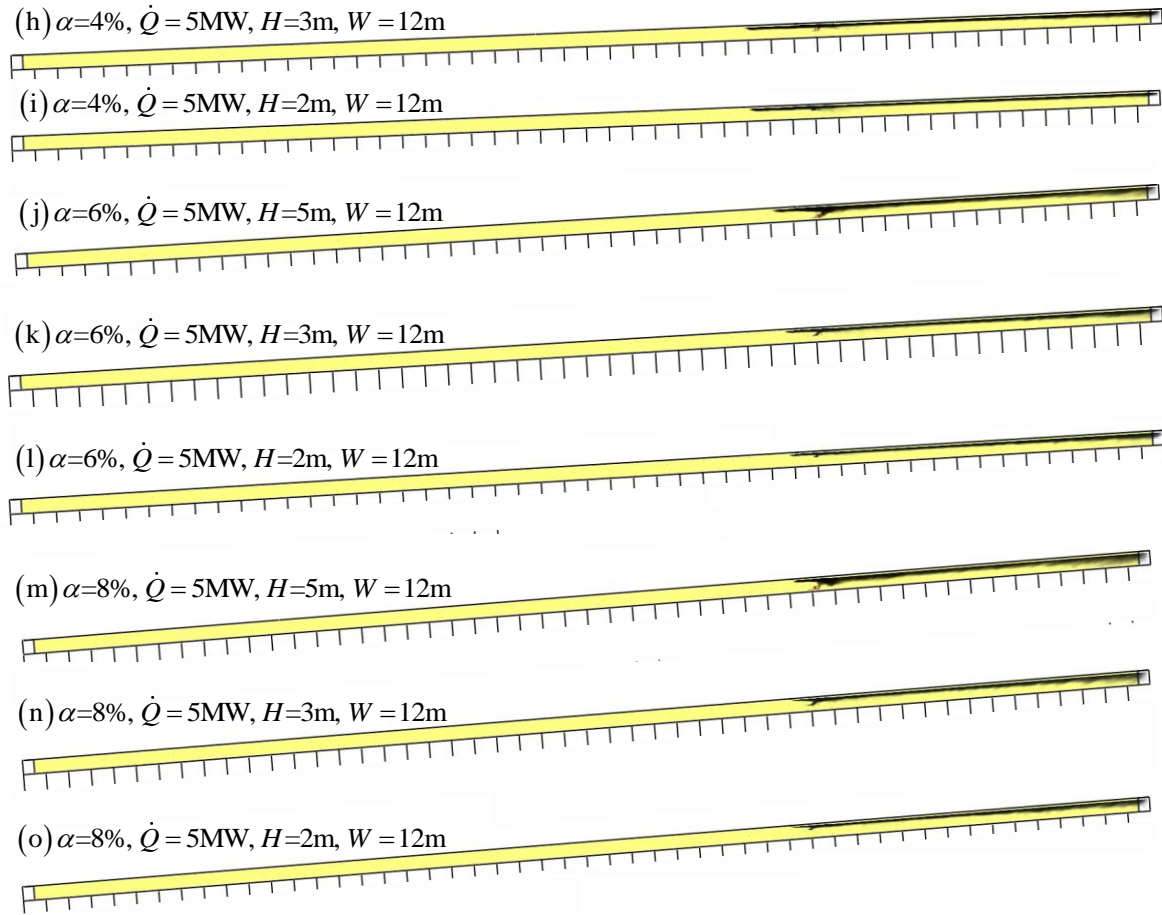 (h) α=4%, Q̇ = 5MW, H=3m, W = 12m
(i) α=4%, Q̇ = 5MW, H=2m, W = 12m
(j) α=6%, Q̇ = 5MW, H=5m, W = 12m
(k) α=6%, Q̇ = 5MW, H=3m, W = 12m
(l) α=6%, Q̇ = 5MW, H=2m, W = 12m
(m) α=8%, Q̇ = 5MW, H=5m, W = 12m
(n) α=8%, Q̇ = 5MW, H=3m, W = 12m
(o) α=8%, Q̇ = 5MW, H=2m, W = 12m